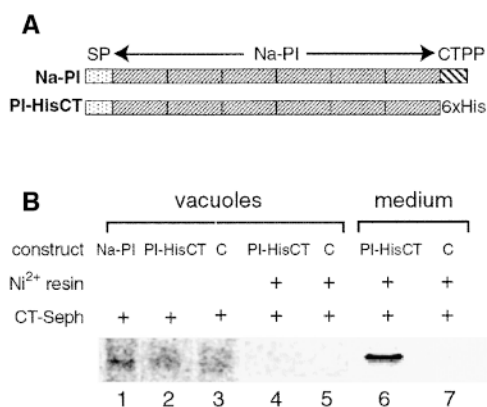 A
SP Na-PI CTPP
Na-PI
PI-HisCT 6xHis
B
vacuoles medium
construct Na-PI PI-HisCT C PI-HisCT C PI-HisCT C
Ni2+ resin + + + +
CT-Seph + + + + + + +
1 2 3 4 5 6 7